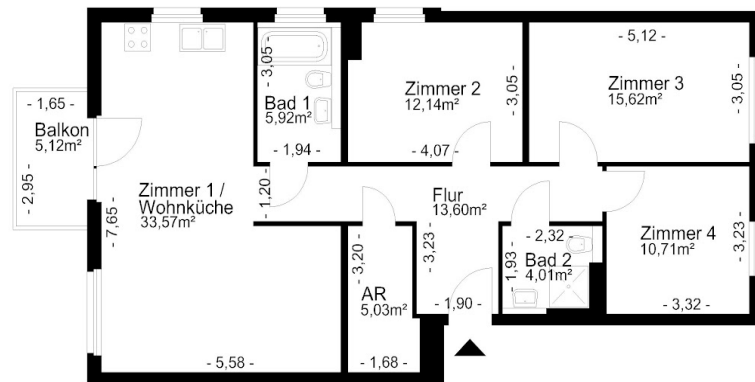 - 1,65 -
Balkon
5,12m²
- 2,95 -
Zimmer 1 /
Wohnküche
33,57m²
- 7,65 -
- 5,58 -
- 3,05 -
Bad 1
5,92m²
- 1,94 -
- 1,20 -
Zimmer 2
12,14m²
- 3,05 -
- 4,07 -
- 5,12 -
Zimmer 3
15,62m²
- 3,05 -
Flur
13,60m²
- 3,23 -
- 1,90 -
- 3,20 -
AR
5,03m²
- 1,68 -
- 2,32 -
- 1,93 -
Bad 2
4,01m²
Zimmer 4
10,71m²
- 3,23 -
- 3,32 -